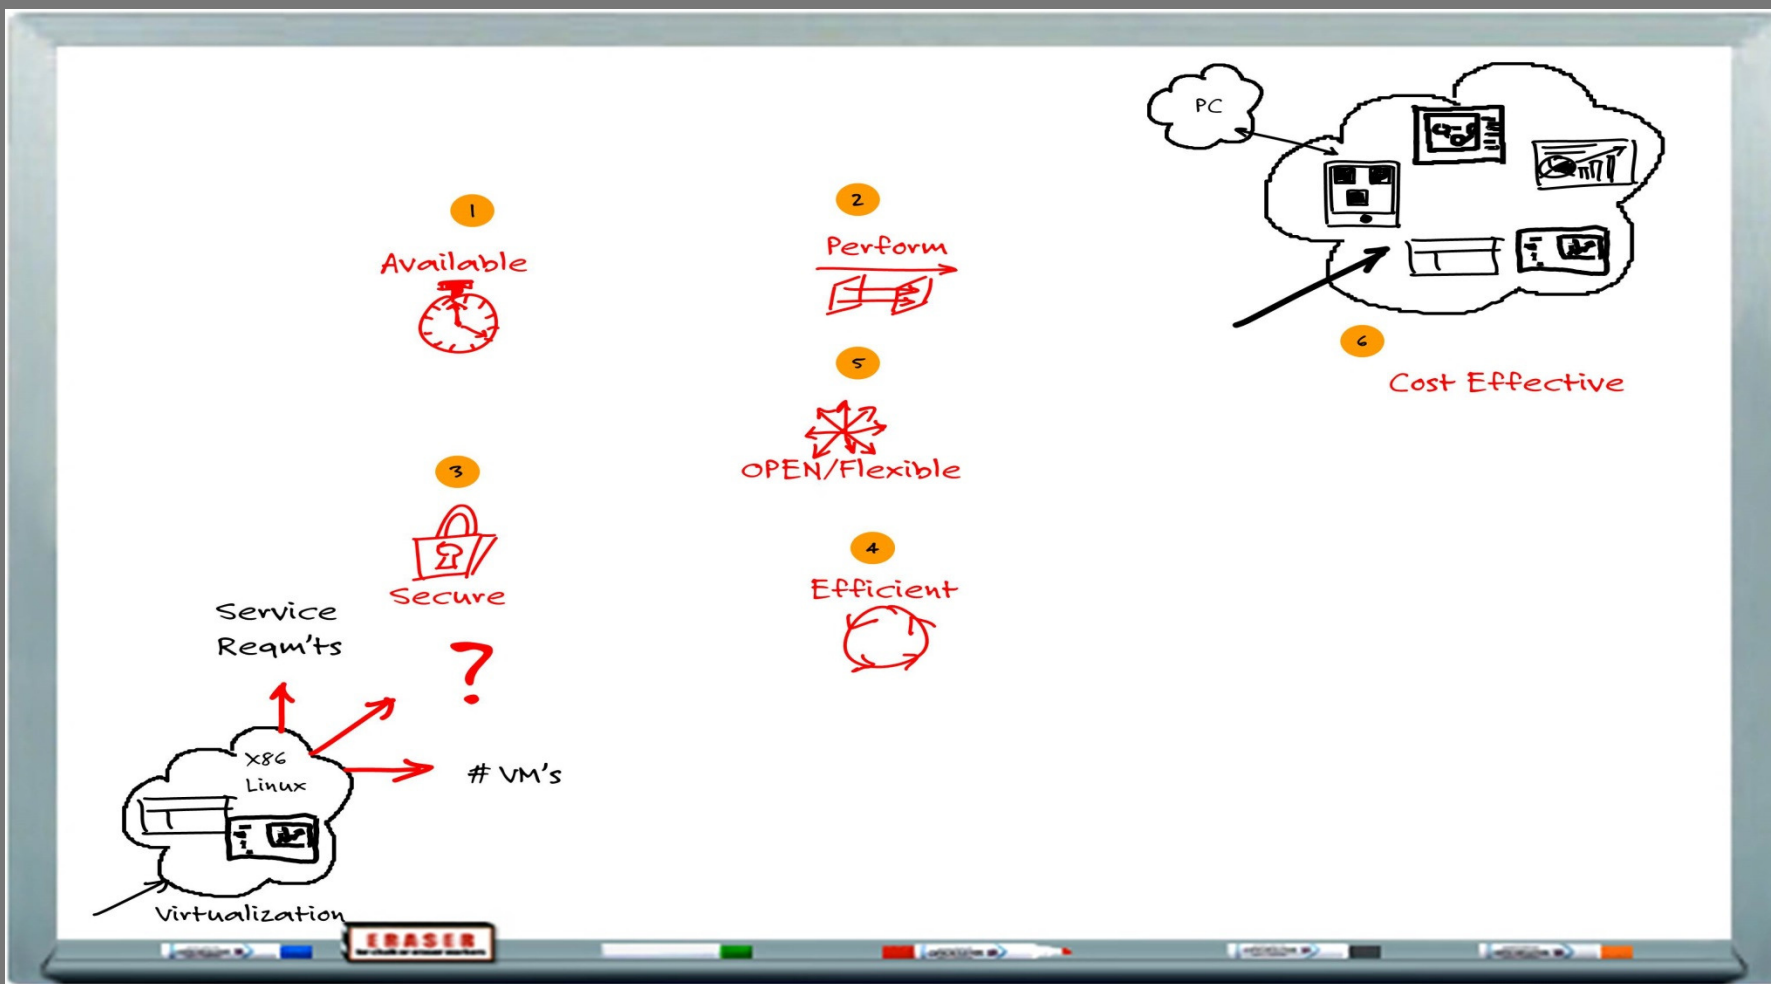 PC
1
Available
2
Perform
5
OPEN/Flexible
6
Cost Effective
3
Secure
4
Efficient
Service
Reqm'ts
?
X86
Linux
# VM's
Virtualization
ERASER